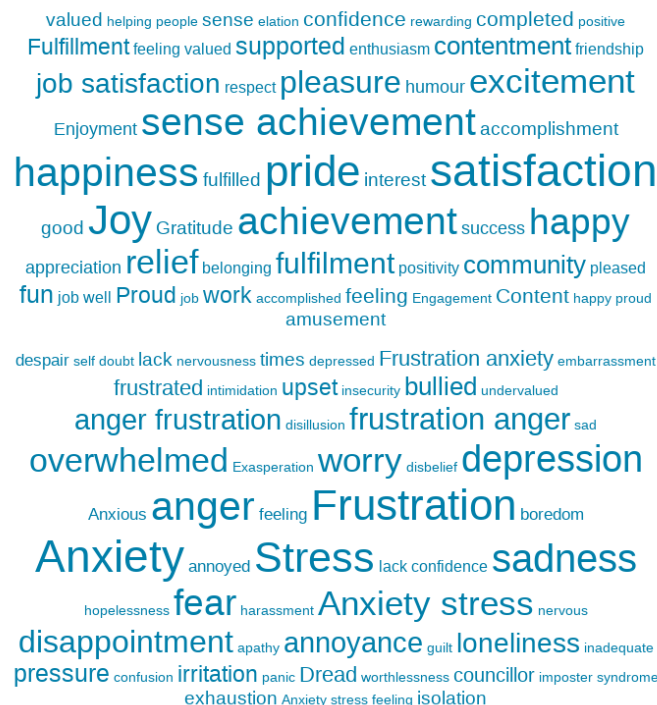 valued helping people sense elation confidence rewarding completed positive
Fulfillment feeling valued supported enthusiasm contentment friendship
job satisfaction respect pleasure humour excitement
Enjoyment sense achievement accomplishment
happiness fulfilled pride interest satisfaction
good Joy Gratitude achievement success happy
appreciation relief belonging fulfilment positivity community pleased
fun job well Proud job work accomplished feeling Engagement Content happy proud
amusement
despair self doubt lack nervousness times depressed Frustration anxiety embarrassment
frustrated intimidation upset insecurity bullied undervalued
anger frustration disillusion frustration anger sad
overwhelmed Exasperation worry disbelief depression
Anxious anger feeling Frustration boredom
Anxiety annoyed Stress lack confidence sadness
hopelessness fear harassment Anxiety stress nervous
disappointment apathy annoyance guilt loneliness inadequate
pressure confusion irritation panic Dread worthlessness councillor imposter syndrome
exhaustion Anxiety stress feeling isolation